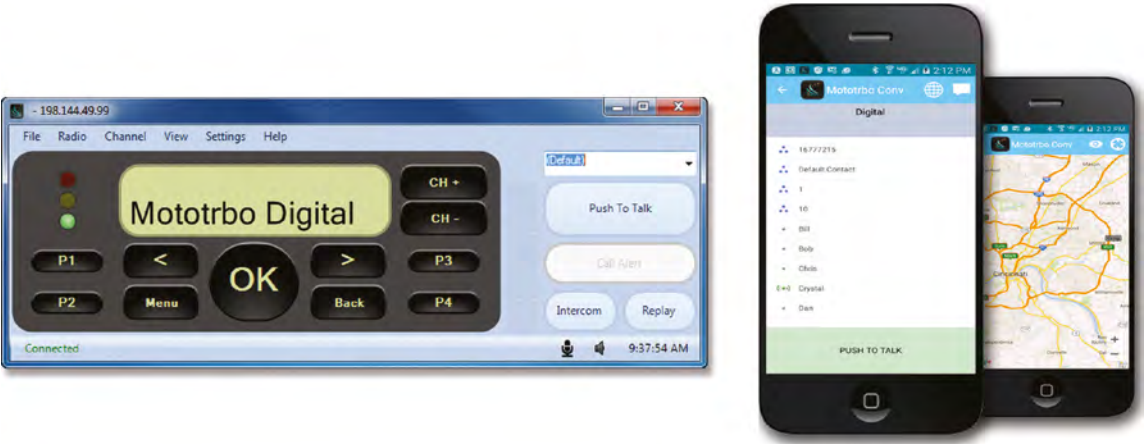 - 198.144.49.99
File Radio Channel View Settings Help
Mototrbo Digital
CH +
CH -
P1
<
OK
>
P3
P2
Menu
Back
P4
Connected
(Default)
Push To Talk
Call Alert
Intercom
Replay
9:37:54 AM
2:12 PM
Mototrbo Conv
Digital
16777215
Default Contact
1
10
Bill
Bob
Chris
Crystal
Dan
PUSH TO TALK
2:12 PM
Mototrbo Conv
Cincinnati
+
-